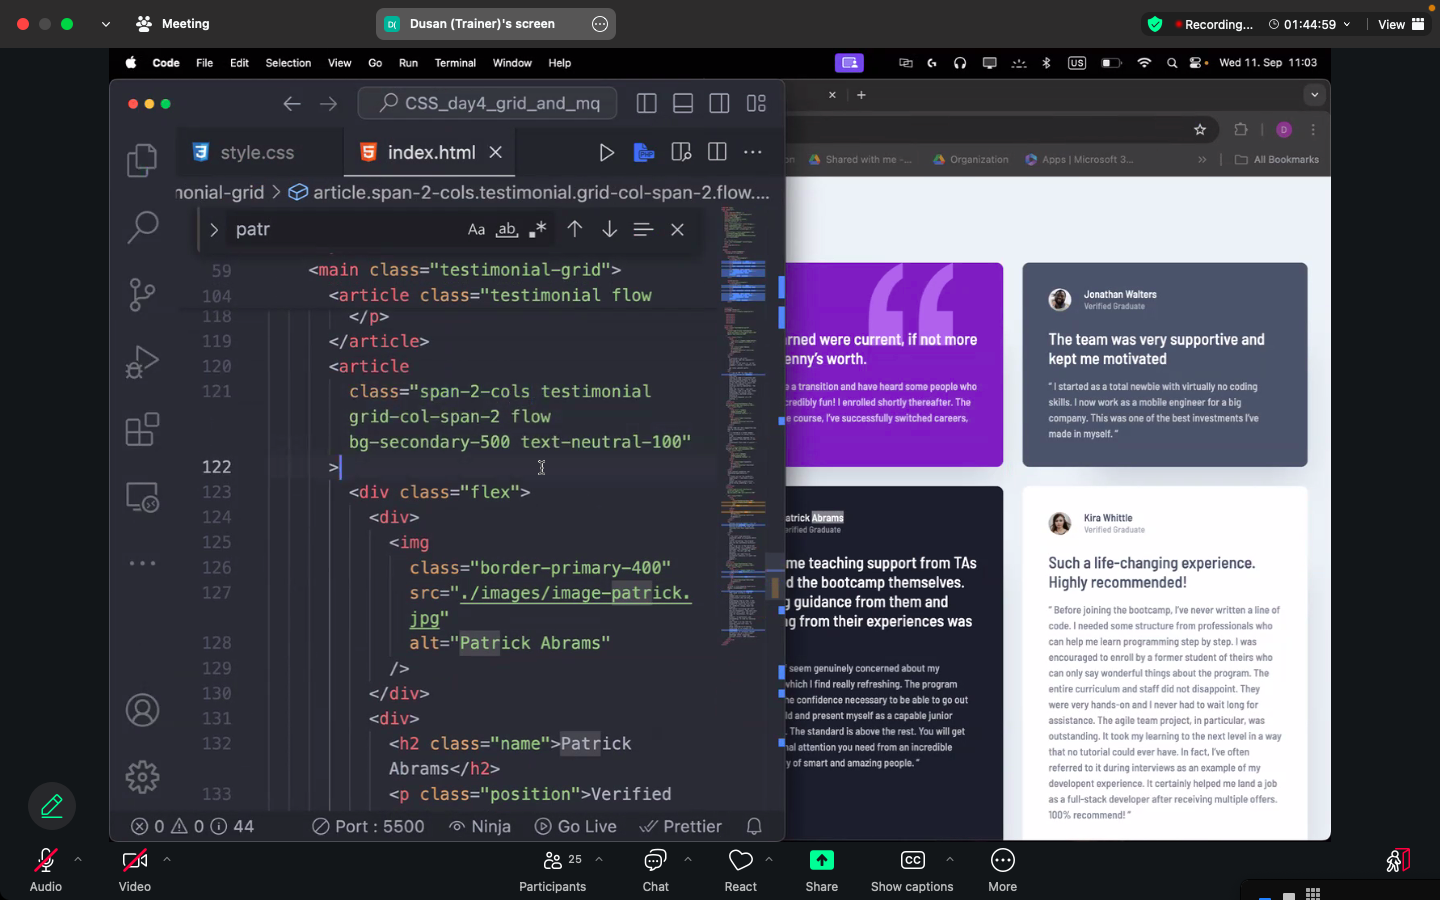 Meeting
D( Dusan (Trainer)'s screen
Recording...
01:44:59
View
Code File Edit Selection View Go Run Terminal Window Help
US
Wed 11. Sep 11:03
CSS_day4_grid_and_mq
style.css
index.html
monial-grid > article.span-2-cols.testimonial.grid-col-span-2.flow....
patr
Aa ab
59 <main class="testimonial-grid">
104 <article class="testimonial flow
118 </p>
119 </article>
120 <article
121 class="span-2-cols testimonial
grid-col-span-2 flow
bg-secondary-500 text-neutral-100"
122 >
123 <div class="flex">
124 <div>
125 <img
126 class="border-primary-400"
127 src="./images/image-patrick.
jpg"
128 alt="Patrick Abrams"
129 />
130 </div>
131 <div>
132 <h2 class="name">Patrick
Abrams</h2>
133 <p class="position">Verified
0 0 44 Port : 5500 Ninja Go Live Prettier
D
on Shared with me -... Organization Apps | Microsoft 3... All Bookmarks
arned were current, if not more
enny's worth.
e a transition and have heard some people who
credibly fun! I enrolled shortly thereafter. The
e course, I've successfully switched careers,
Jonathan Walters
Verified Graduate
The team was very supportive and
kept me motivated
" I started as a total newbie with virtually no coding
skills. I now work as a mobile engineer for a big
company. This was one of the best investments I've
made in myself. "
atrick Abrams
erified Graduate
me teaching support from TAs
d the bootcamp themselves.
g guidance from them and
ng from their experiences was
seem genuinely concerned about my
which I find really refreshing. The program
e confidence necessary to be able to go out
ld and present myself as a capable junior
. The standard is above the rest. You will get
nal attention you need from an incredible
y of smart and amazing people. "
Kira Whittle
Verified Graduate
Such a life-changing experience.
Highly recommended!
" Before joining the bootcamp, I've never written a line of
code. I needed some structure from professionals who
can help me learn programming step by step. I was
encouraged to enroll by a former student of theirs who
can only say wonderful things about the program. The
entire curriculum and staff did not disappoint. They
were very hands-on and I never had to wait long for
assistance. The agile team project, in particular, was
outstanding. It took my learning to the next level in a way
that no tutorial could ever have. In fact, I've often
referred to it during interviews as an example of my
developent experience. It certainly helped me land a job
as a full-stack developer after receiving multiple offers.
100% recommend! "
Audio
Video
25
Participants
Chat
React
Share
CC
Show captions
More